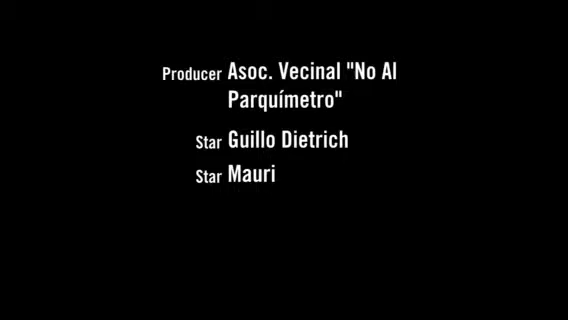 Producer Asoc. Vecinal "No Al
Parquímetro"
Star Guillo Dietrich
Star Mauri